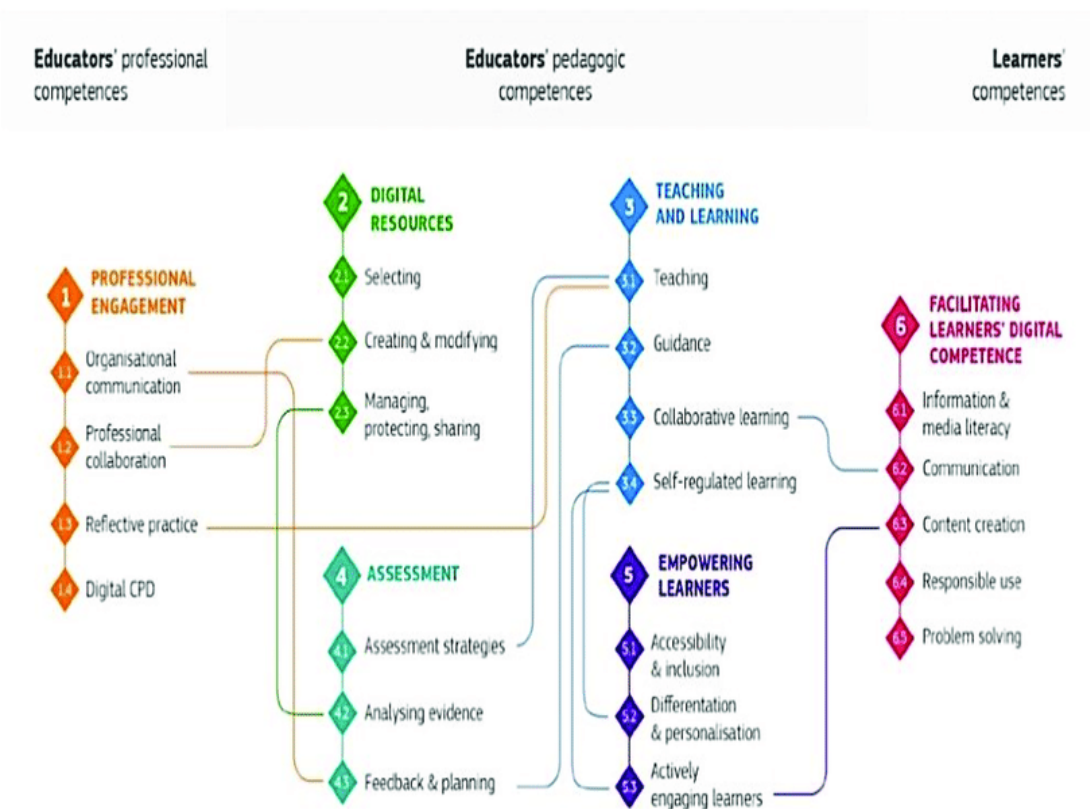 Educators' professional
competences
Educators' pedagogic
competences
Learners'
competences
1
PROFESSIONAL
ENGAGEMENT
1.1
Organisational
communication
1.2
Professional
collaboration
1.3
Reflective practice
1.4
Digital CPD
2
DIGITAL
RESOURCES
2.1
Selecting
2.2
Creating & modifying
2.3
Managing,
protecting, sharing
3
TEACHING
AND LEARNING
3.1
Teaching
3.2
Guidance
3.3
Collaborative learning
3.4
Self-regulated learning
4
ASSESSMENT
4.1
Assessment strategies
4.2
Analysing evidence
4.3
Feedback & planning
5
EMPOWERING
LEARNERS
5.1
Accessibility
& inclusion
5.2
Differentation
& personalisation
5.3
Actively
engaging learners
6
FACILITATING
LEARNERS' DIGITAL
COMPETENCE
6.1
Information &
media literacy
6.2
Communication
6.3
Content creation
6.4
Responsible use
6.5
Problem solving